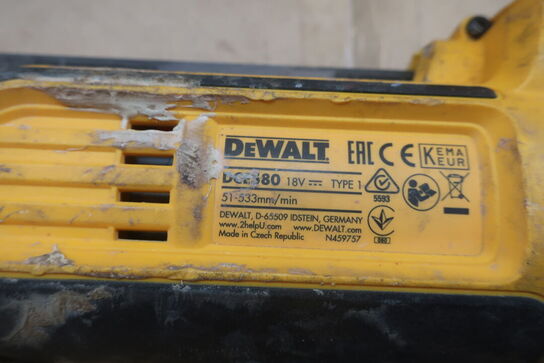 DEWALT
EAC CE KEMA KEUR
DCE580 18V TYPE 1
51-533mm/min
5593
DEWALT, D-65509 IDSTEIN, GERMANY
www.2helpU.com www.DEWALT.com
Made in Czech Republic N459757